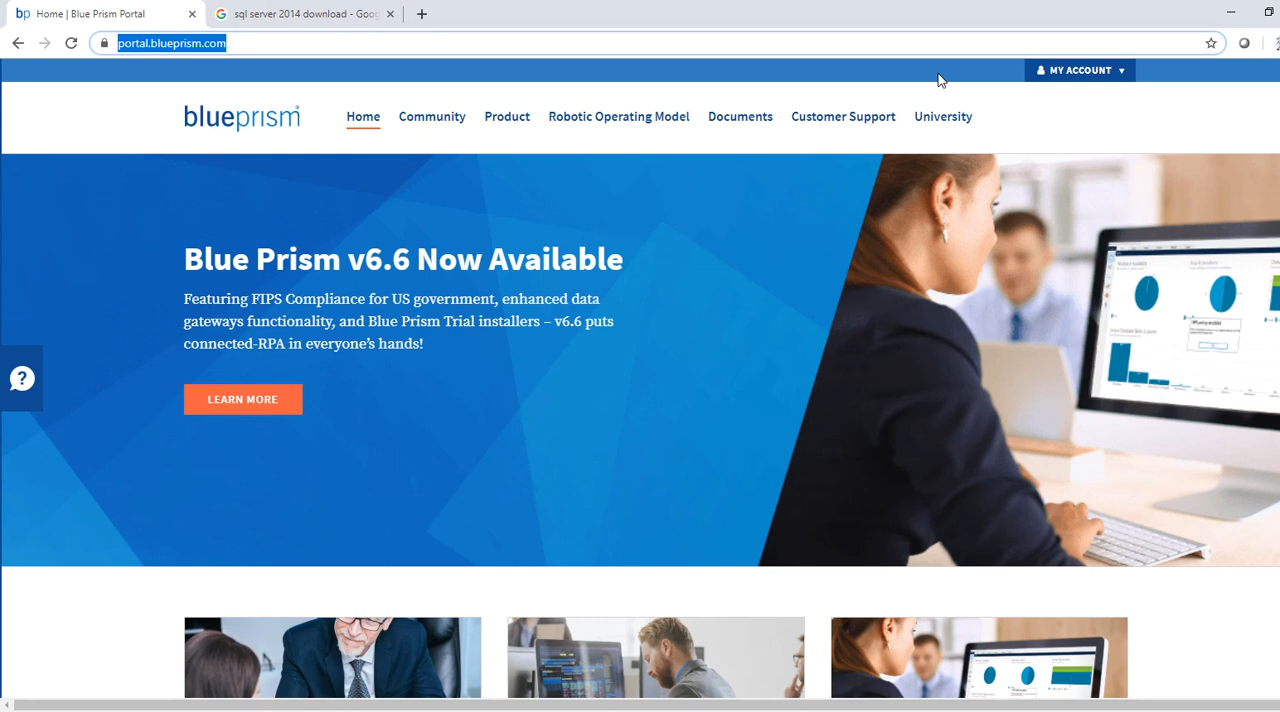 bp Home | Blue Prism Portal
sql server 2014 download - Goog
portal.blueprism.com
MY ACCOUNT
blueprism
Home Community Product Robotic Operating Model Documents Customer Support University
Blue Prism v6.6 Now Available
Featuring FIPS Compliance for US government, enhanced data
gateways functionality, and Blue Prism Trial installers – v6.6 puts
connected-RPA in everyone’s hands!
LEARN MORE